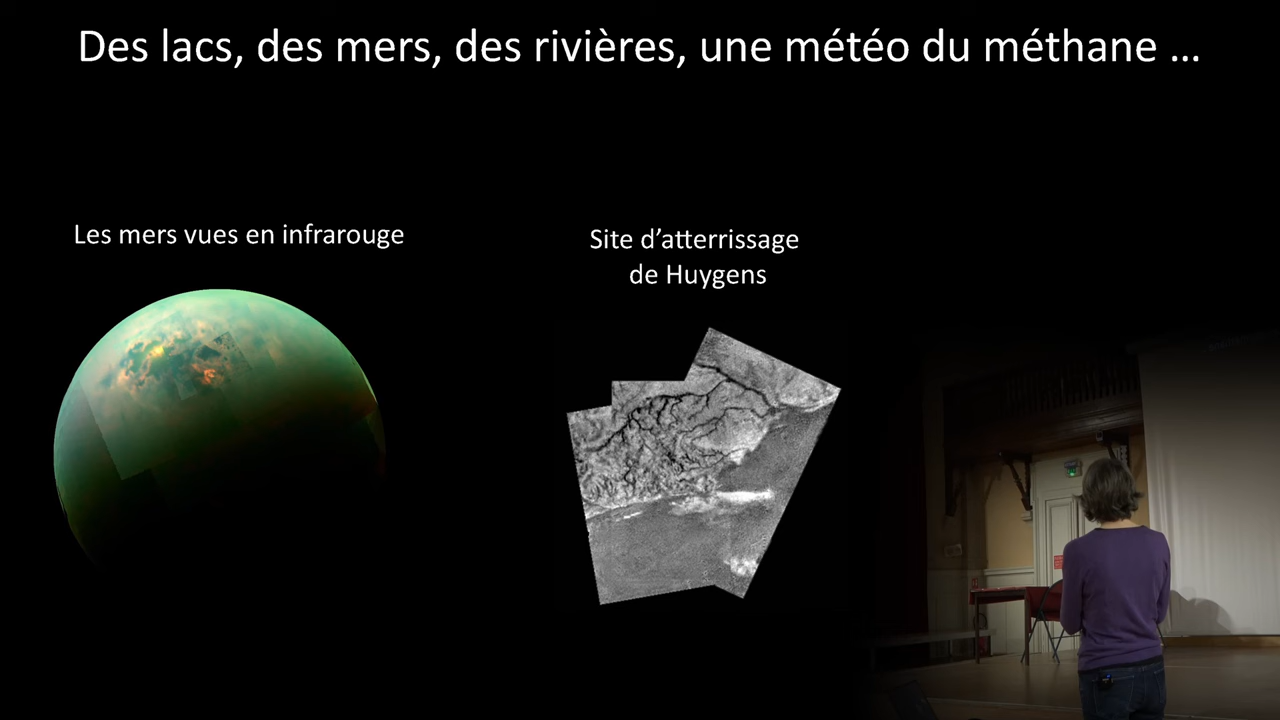 Des lacs, des mers, des rivières, une météo du méthane ...
Les mers vues en infrarouge
Site d’atterrissage
de Huygens